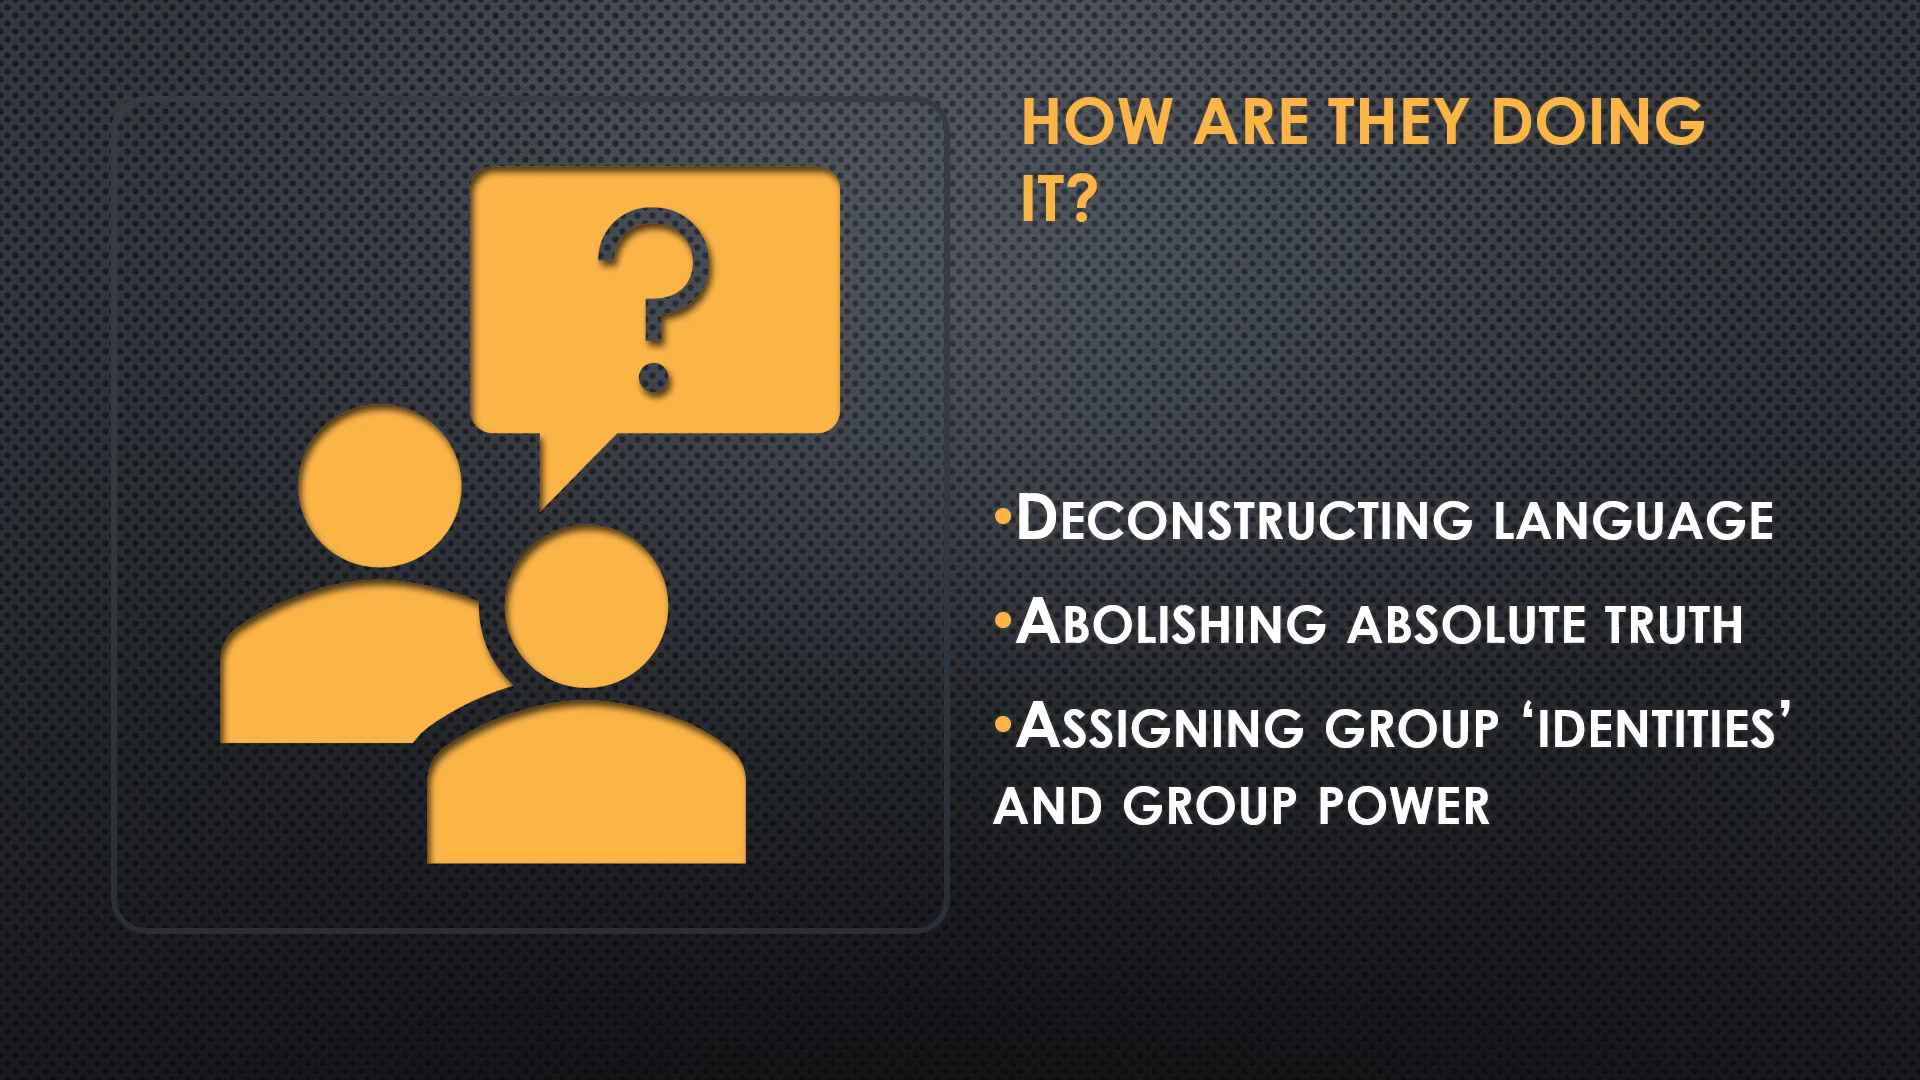 HOW ARE THEY DOING
IT?
?
•DECONSTRUCTING LANGUAGE
•ABOLISHING ABSOLUTE TRUTH
•ASSIGNING GROUP ‘IDENTITIES’
AND GROUP POWER